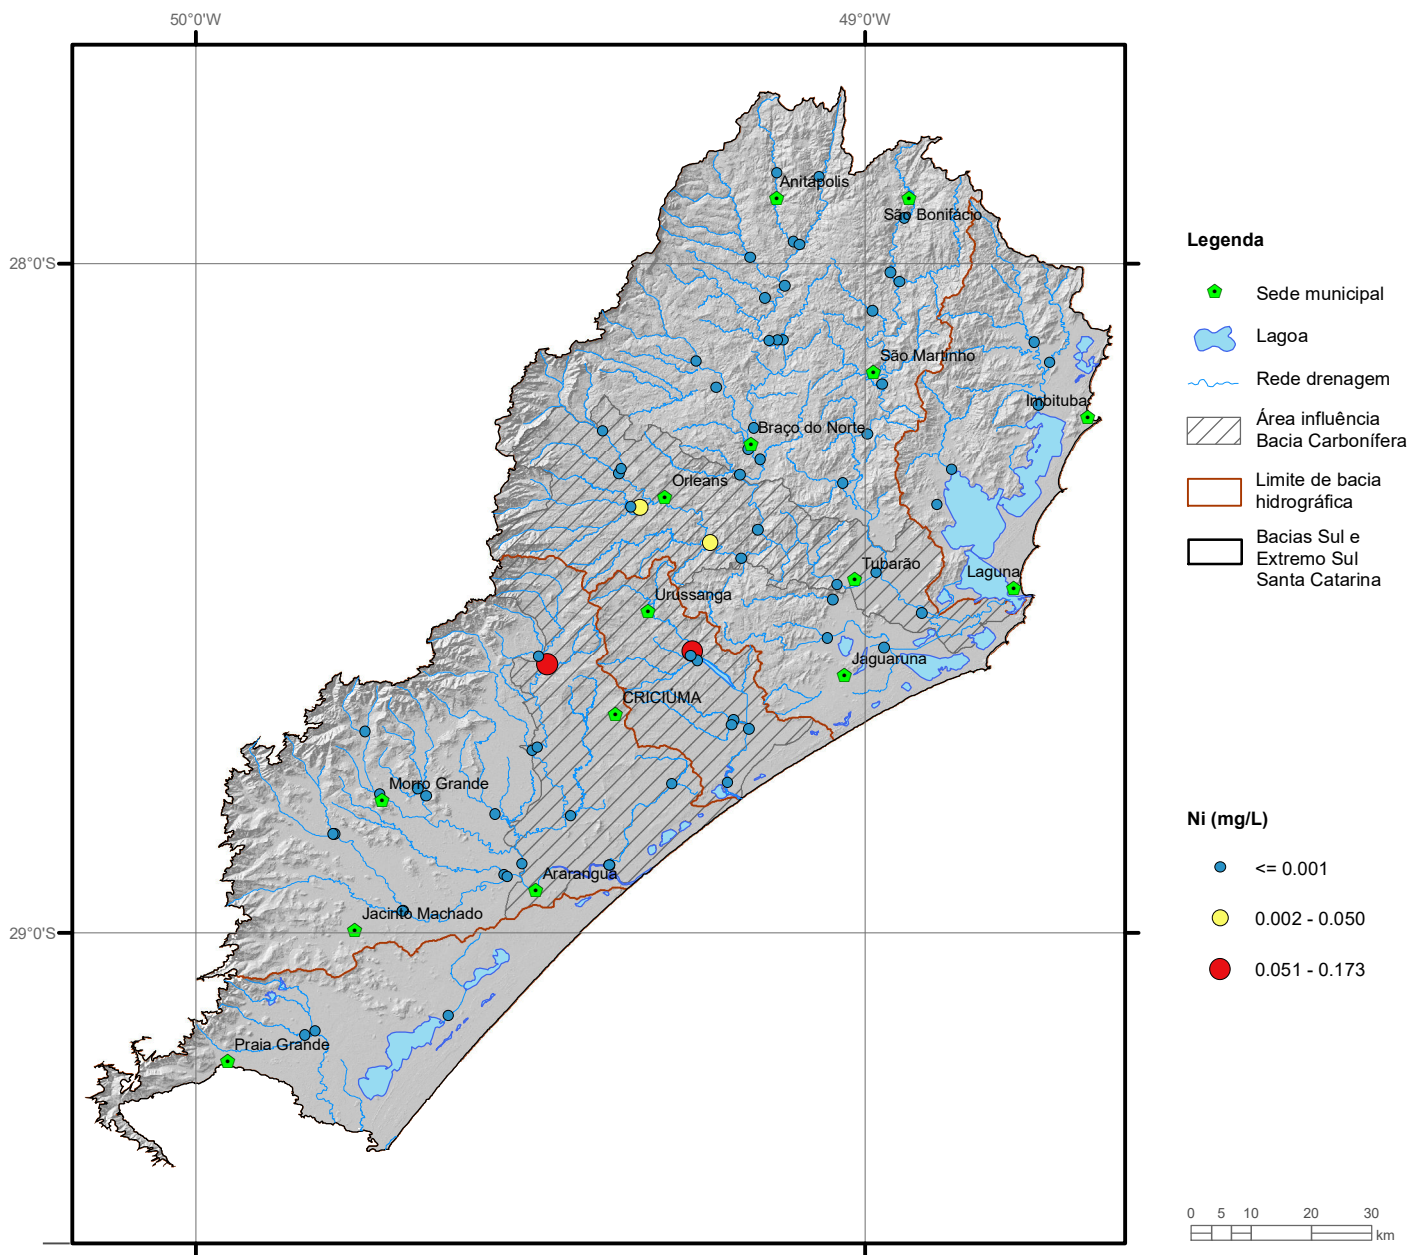 50°0'W
49°0'W
28°0'S
29°0'S
Anitápolis
São Bonifácio
São Martinho
Imbituba
Braço do Norte
Orleans
Tubarão
Laguna
Urussanga
Jaguaruna
CRICIÚMA
Morro Grande
Araranguá
Jacinto Machado
Praia Grande
Legenda
Sede municipal
Lagoa
Rede drenagem
Área influência
Bacia Carbonífera
Limite de bacia
hidrográfica
Bacias Sul e
Extremo Sul
Santa Catarina
Ni (mg/L)
<= 0.001
0.002 - 0.050
0.051 - 0.173
0 5 10 20 30
km